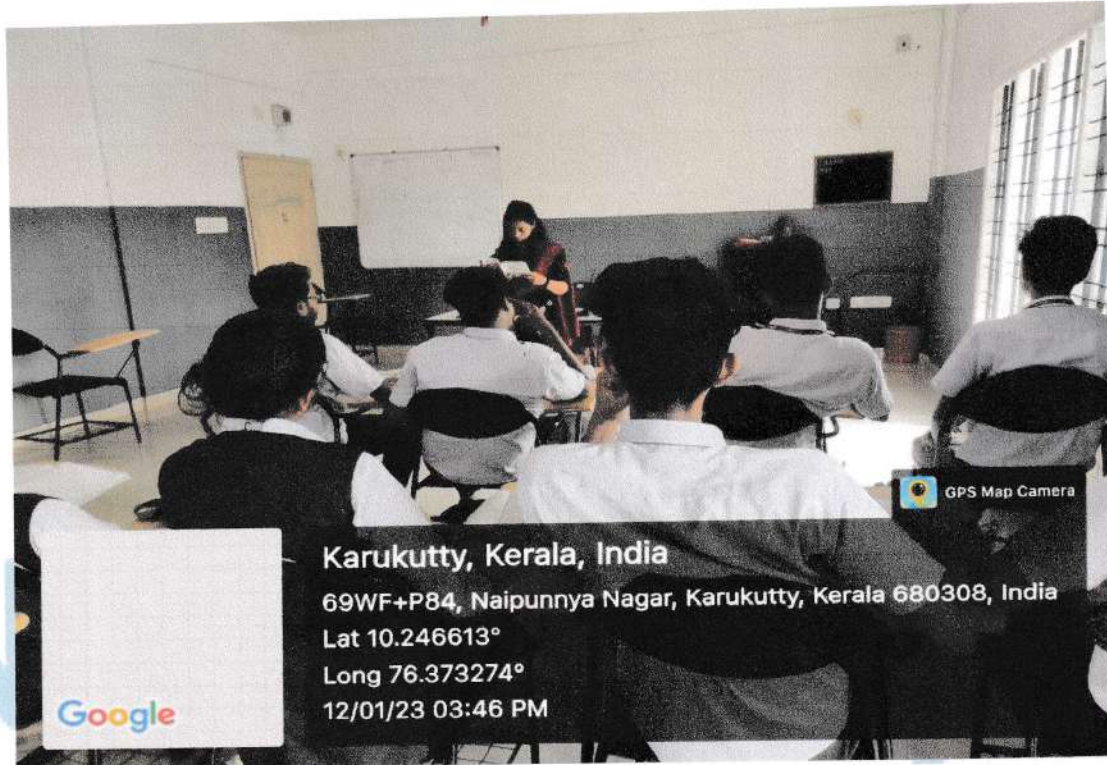 GPS Map Camera
Karukutty, Kerala, India
69WF+P84, Naipunnya Nagar, Karukutty, Kerala 680308, India
Lat 10.246613°
Long 76.373274°
12/01/23 03:46 PM
Google